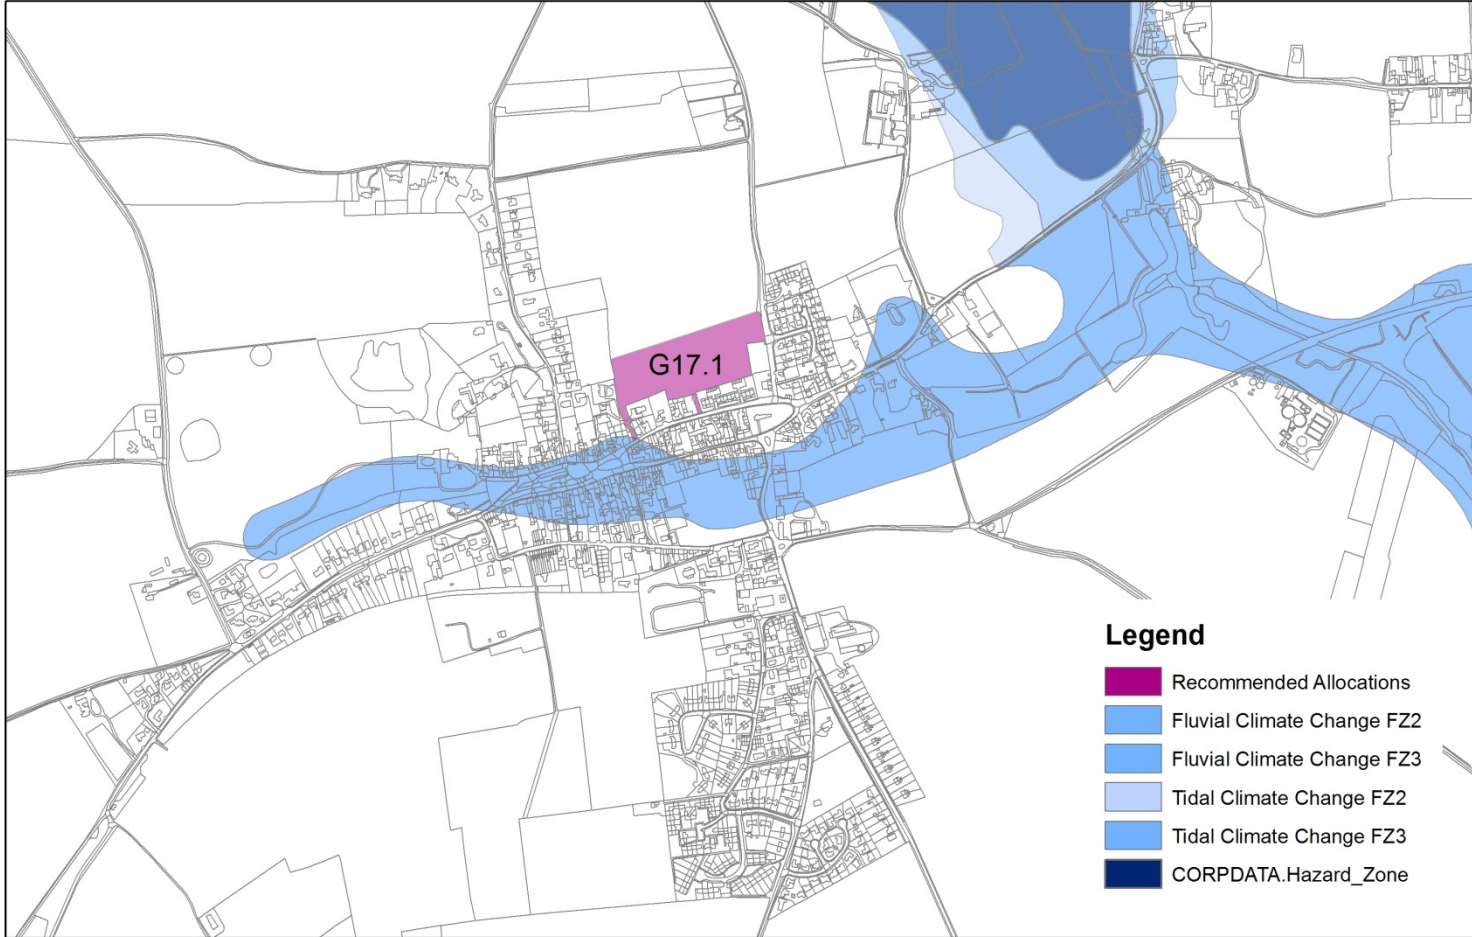 G17.1
Legend
Recommended Allocations
Fluvial Climate Change FZ2
Fluvial Climate Change FZ3
Tidal Climate Change FZ2
Tidal Climate Change FZ3
CORPDATA.Hazard_Zone